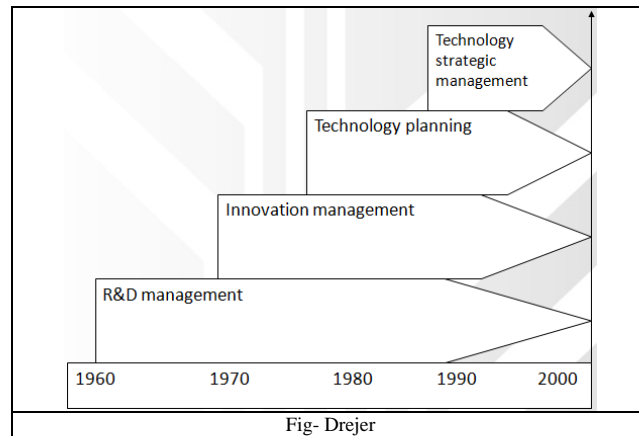 Technology
strategic
management
Technology planning
Innovation management
R&D management
1960 1970 1980 1990 2000
Fig- Drejer